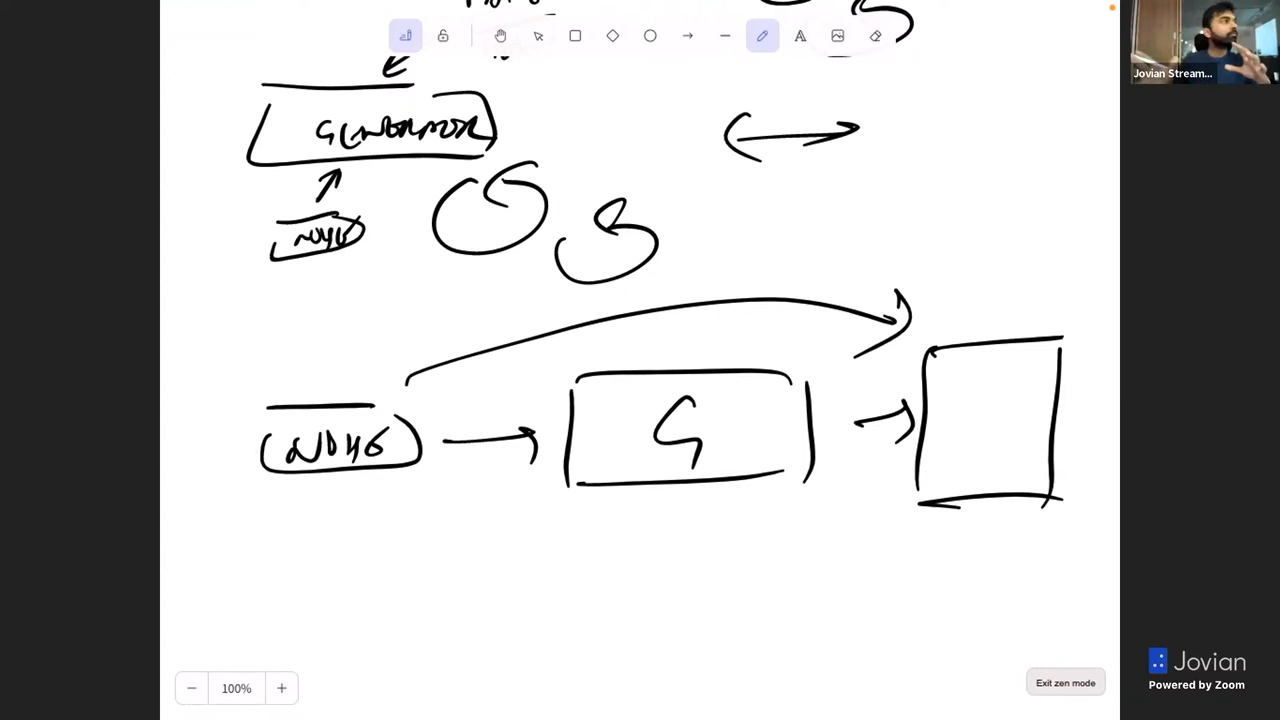 GENERATOR
NOISE
NOISE
G
100%
Exit zen mode
Jovian Stream...
Jovian
Powered by Zoom